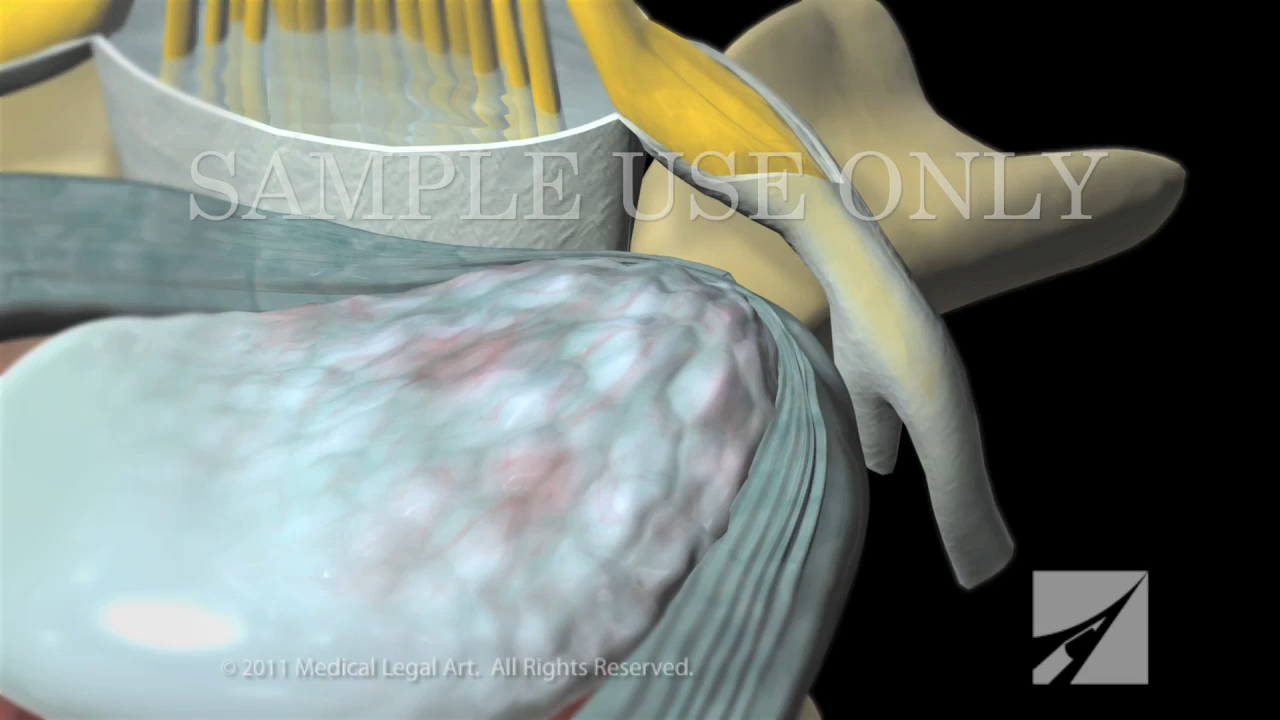 SAMPLE USE ONLY
© 2011 Medical Legal Art. All Rights Reserved.